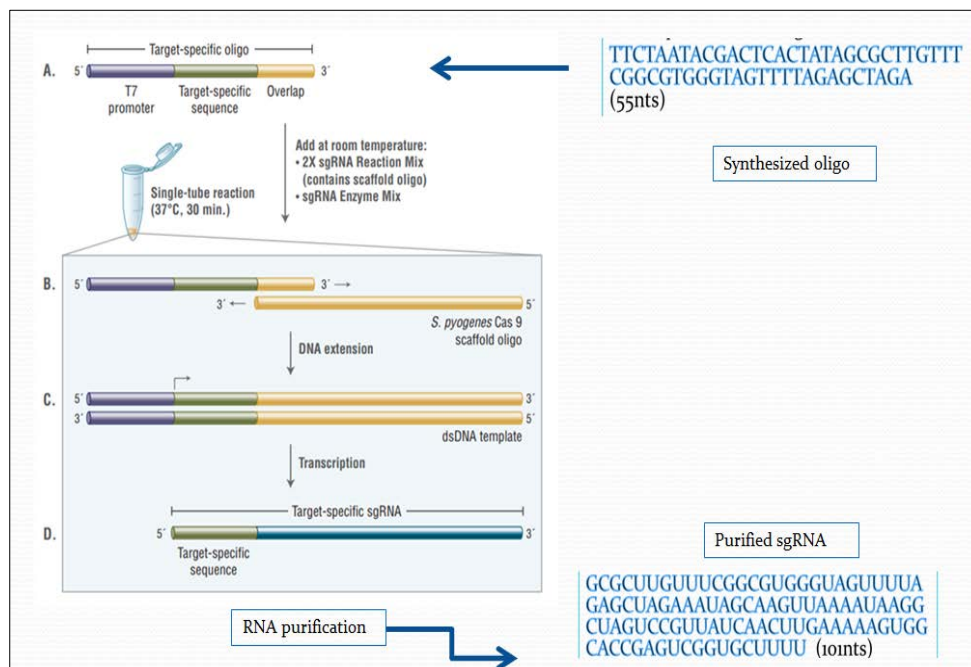 Target-specific oligo
A.
5´
3´
T7
promoter
Target-specific
sequence
Overlap
TTCTAATACGACTCACTATAGCGCTTGTTT
CGGCGTGGGTAGTTTTAGAGCTAGA
(55nts)
Synthesized oligo
Add at room temperature:
• 2X sgRNA Reaction Mix
(contains scaffold oligo)
• sgRNA Enzyme Mix
Single-tube reaction
(37°C, 30 min.)
B.
5´
3´
3´
5´
S. pyogenes Cas 9
scaffold oligo
DNA extension
C.
5´
3´
3´
5´
dsDNA template
Transcription
Target-specific sgRNA
D.
5´
3´
Target-specific
sequence
Purified sgRNA
GCGCUUGUUUCGGCGUGGGUAGUUUUA
GAGCUAGAAAUAGCAAGUUAAAAUAAGG
CUAGUCCGUUAUCAACUUGAAAAAGUGG
CACCGAGUCGGUGCUUUU (101nts)
RNA purification